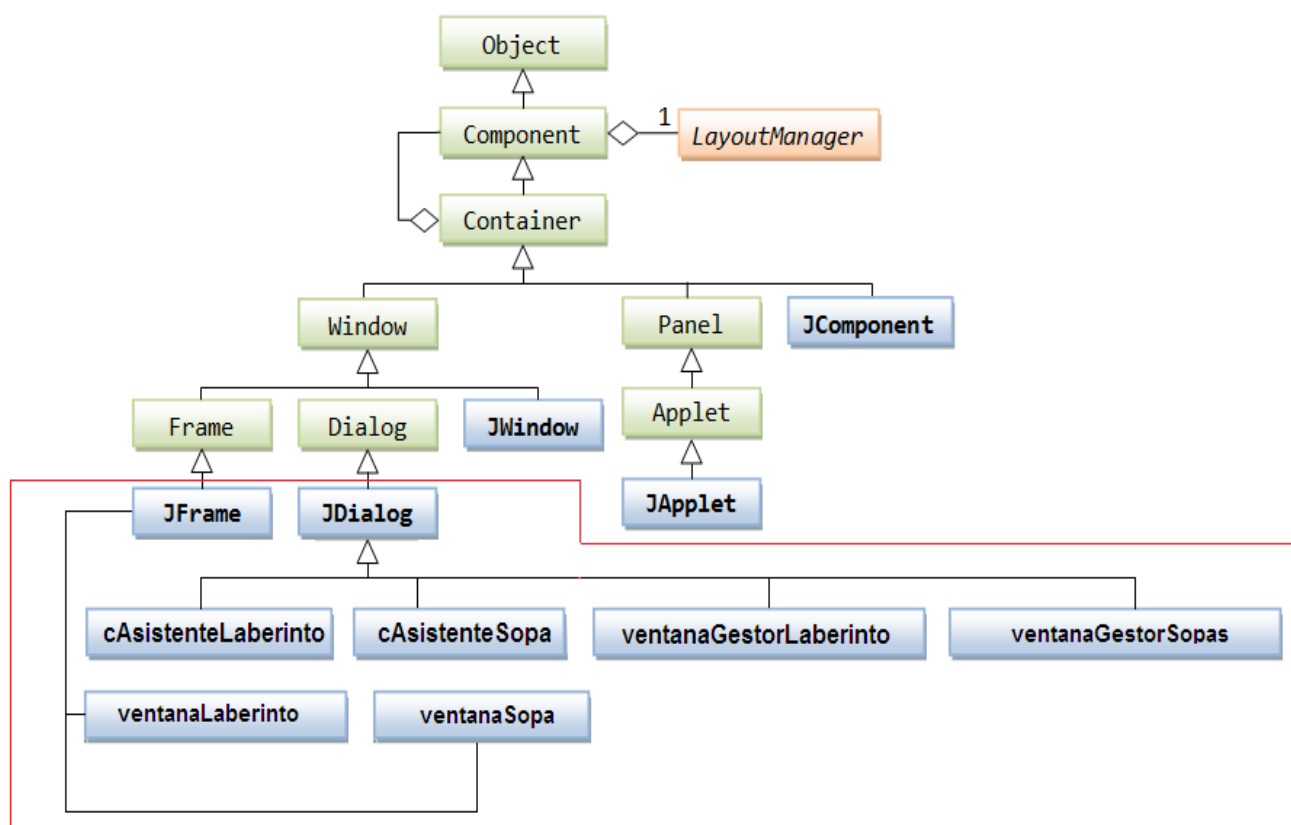 Object
Component
1
LayoutManager
Container
Window
Panel
JComponent
Frame
Dialog
JWindow
Applet
JFrame
JDialog
JApplet
cAsistenteLaberinto
cAsistenteSopa
ventanaGestorLaberinto
ventanaGestorSopas
ventanaLaberinto
ventanaSopa